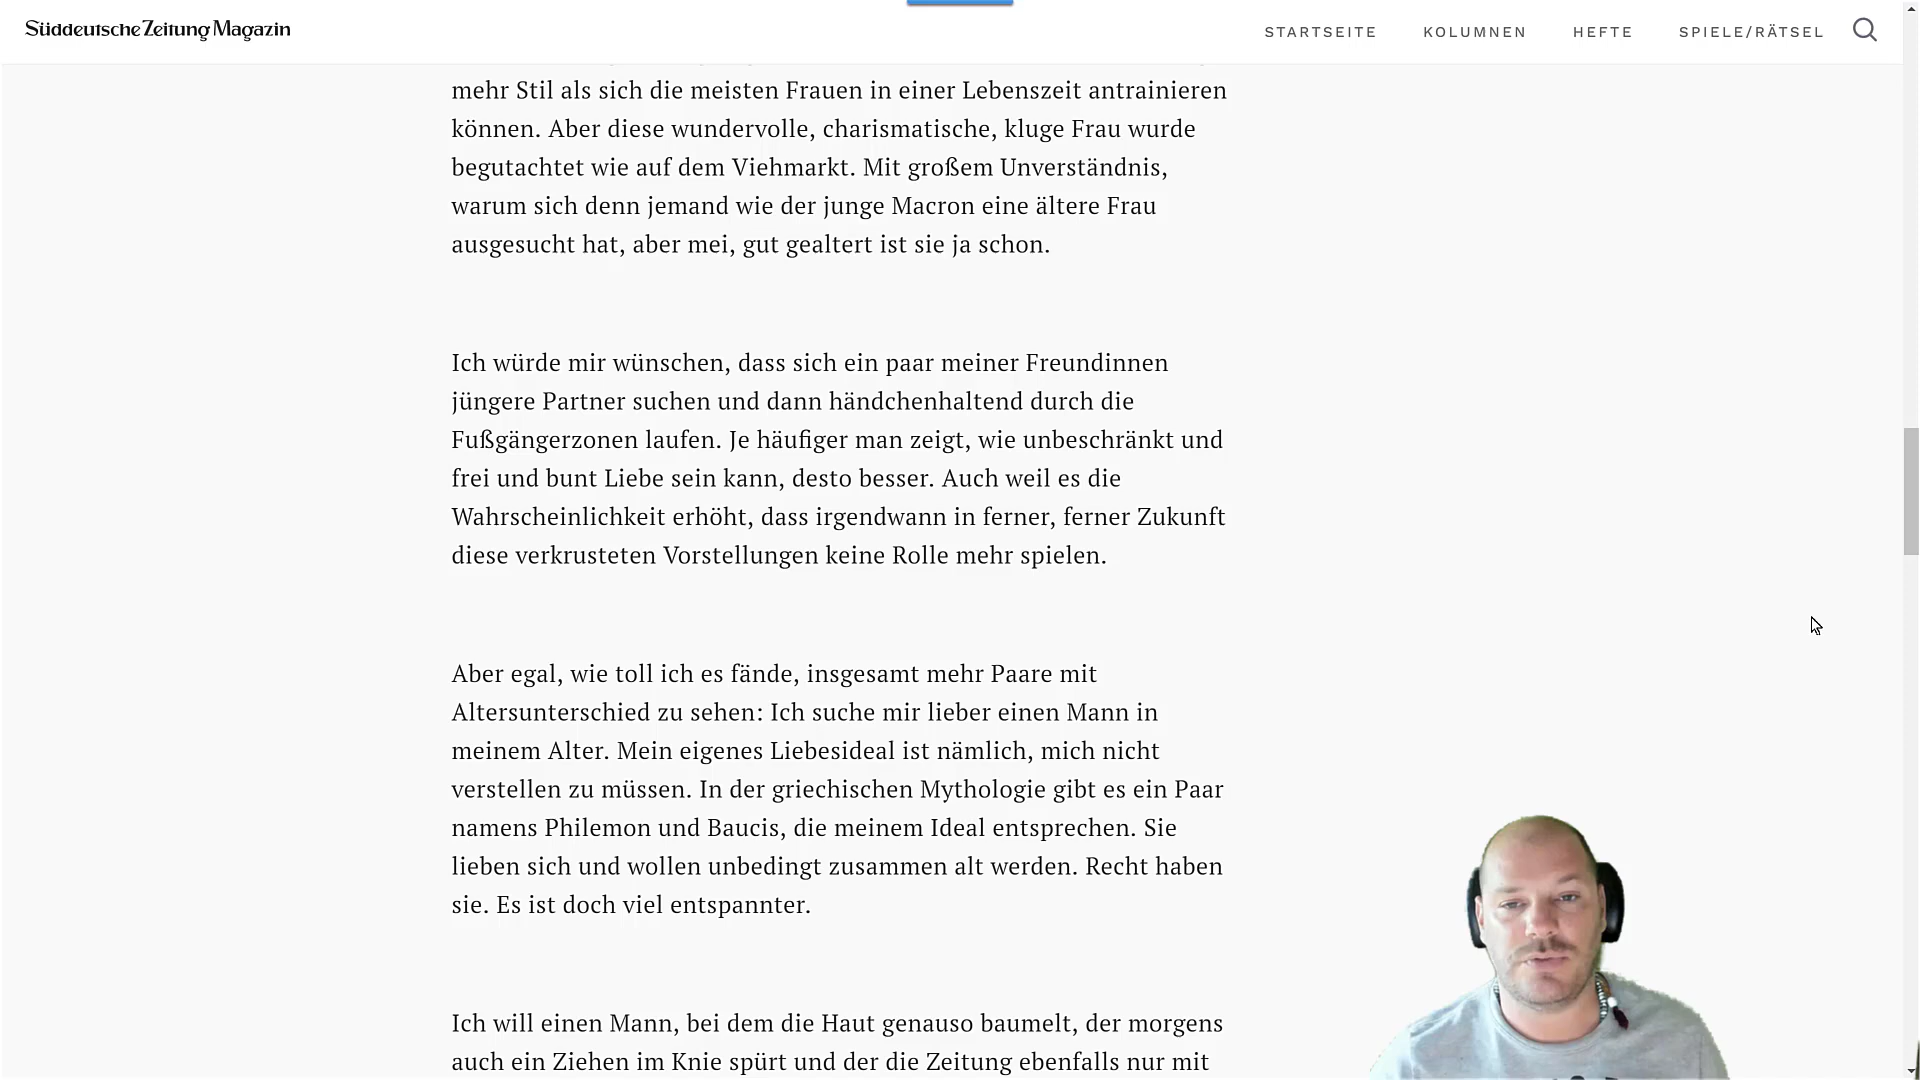 Süddeutsche Zeitung Magazin
STARTSEITE
KOLUMNEN
HEFTE
SPIELE/RÄTSEL
mehr Stil als sich die meisten Frauen in einer Lebenszeit antrainieren
können. Aber diese wundervolle, charismatische, kluge Frau wurde
begutachtet wie auf dem Viehmarkt. Mit großem Unverständnis,
warum sich denn jemand wie der junge Macron eine ältere Frau
ausgesucht hat, aber mei, gut gealtert ist sie ja schon.
Ich würde mir wünschen, dass sich ein paar meiner Freundinnen
jüngere Partner suchen und dann händchenhaltend durch die
Fußgängerzonen laufen. Je häufiger man zeigt, wie unbeschränkt und
frei und bunt Liebe sein kann, desto besser. Auch weil es die
Wahrscheinlichkeit erhöht, dass irgendwann in ferner, ferner Zukunft
diese verkrusteten Vorstellungen keine Rolle mehr spielen.
Aber egal, wie toll ich es fände, insgesamt mehr Paare mit
Altersunterschied zu sehen: Ich suche mir lieber einen Mann in
meinem Alter. Mein eigenes Liebesideal ist nämlich, mich nicht
verstellen zu müssen. In der griechischen Mythologie gibt es ein Paar
namens Philemon und Baucis, die meinem Ideal entsprechen. Sie
lieben sich und wollen unbedingt zusammen alt werden. Recht haben
sie. Es ist doch viel entspannter.
Ich will einen Mann, bei dem die Haut genauso baumelt, der morgens
auch ein Ziehen im Knie spürt und der die Zeitung ebenfalls nur mit